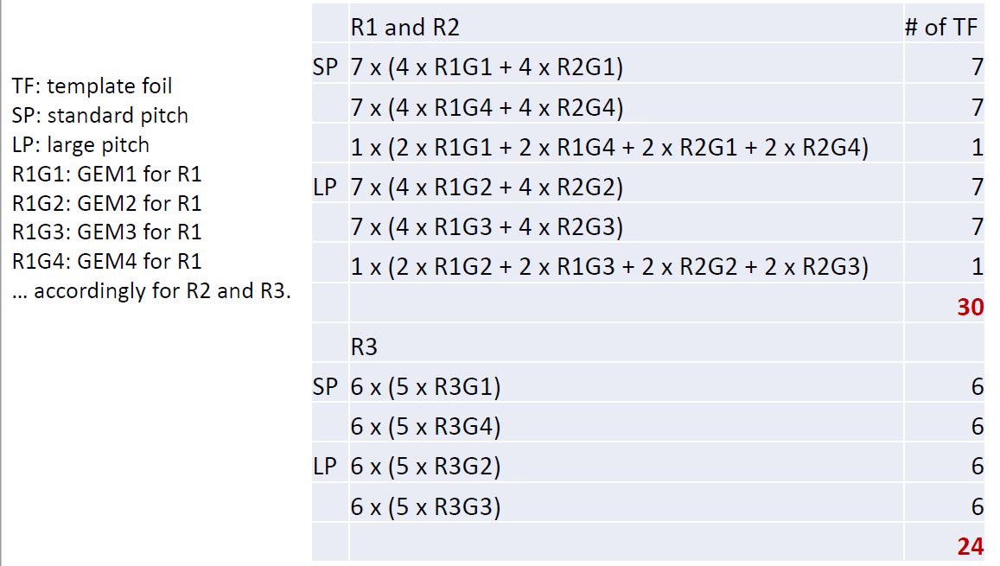 TF: template foil
SP: standard pitch
LP: large pitch
R1G1: GEM1 for R1
R1G2: GEM2 for R1
R1G3: GEM3 for R1
R1G4: GEM4 for R1
... accordingly for R2 and R3.
R1 and R2 # of TF
SP 7 x (4 x R1G1 + 4 x R2G1) 7
7 x (4 x R1G4 + 4 x R2G4) 7
1 x (2 x R1G1 + 2 x R1G4 + 2 x R2G1 + 2 x R2G4) 1
LP 7 x (4 x R1G2 + 4 x R2G2) 7
7 x (4 x R1G3 + 4 x R2G3) 7
1 x (2 x R1G2 + 2 x R1G3 + 2 x R2G2 + 2 x R2G3) 1
30
R3
SP 6 x (5 x R3G1) 6
6 x (5 x R3G4) 6
LP 6 x (5 x R3G2) 6
6 x (5 x R3G3) 6
24